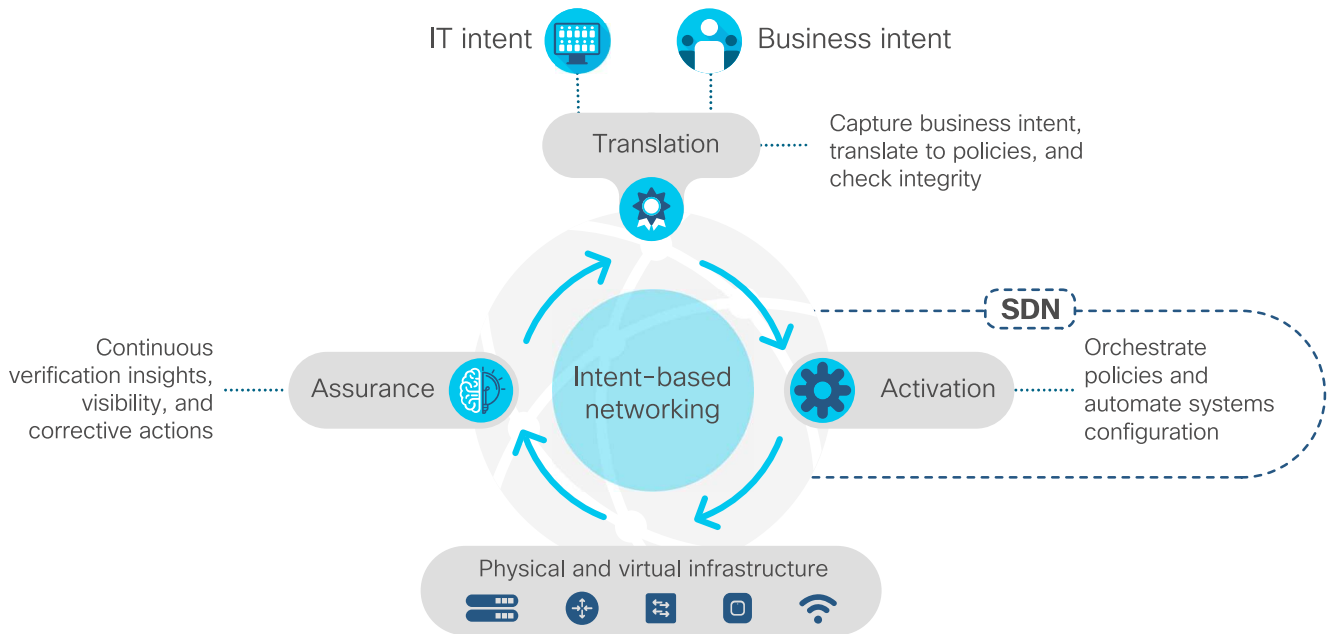 IT intent
Business intent
Translation
Capture business intent,
translate to policies, and
check integrity
SDN
Continuous
verification insights,
visibility, and
corrective actions
Assurance
Intent-based
networking
Activation
Orchestrate
policies and
automate systems
configuration
Physical and virtual infrastructure